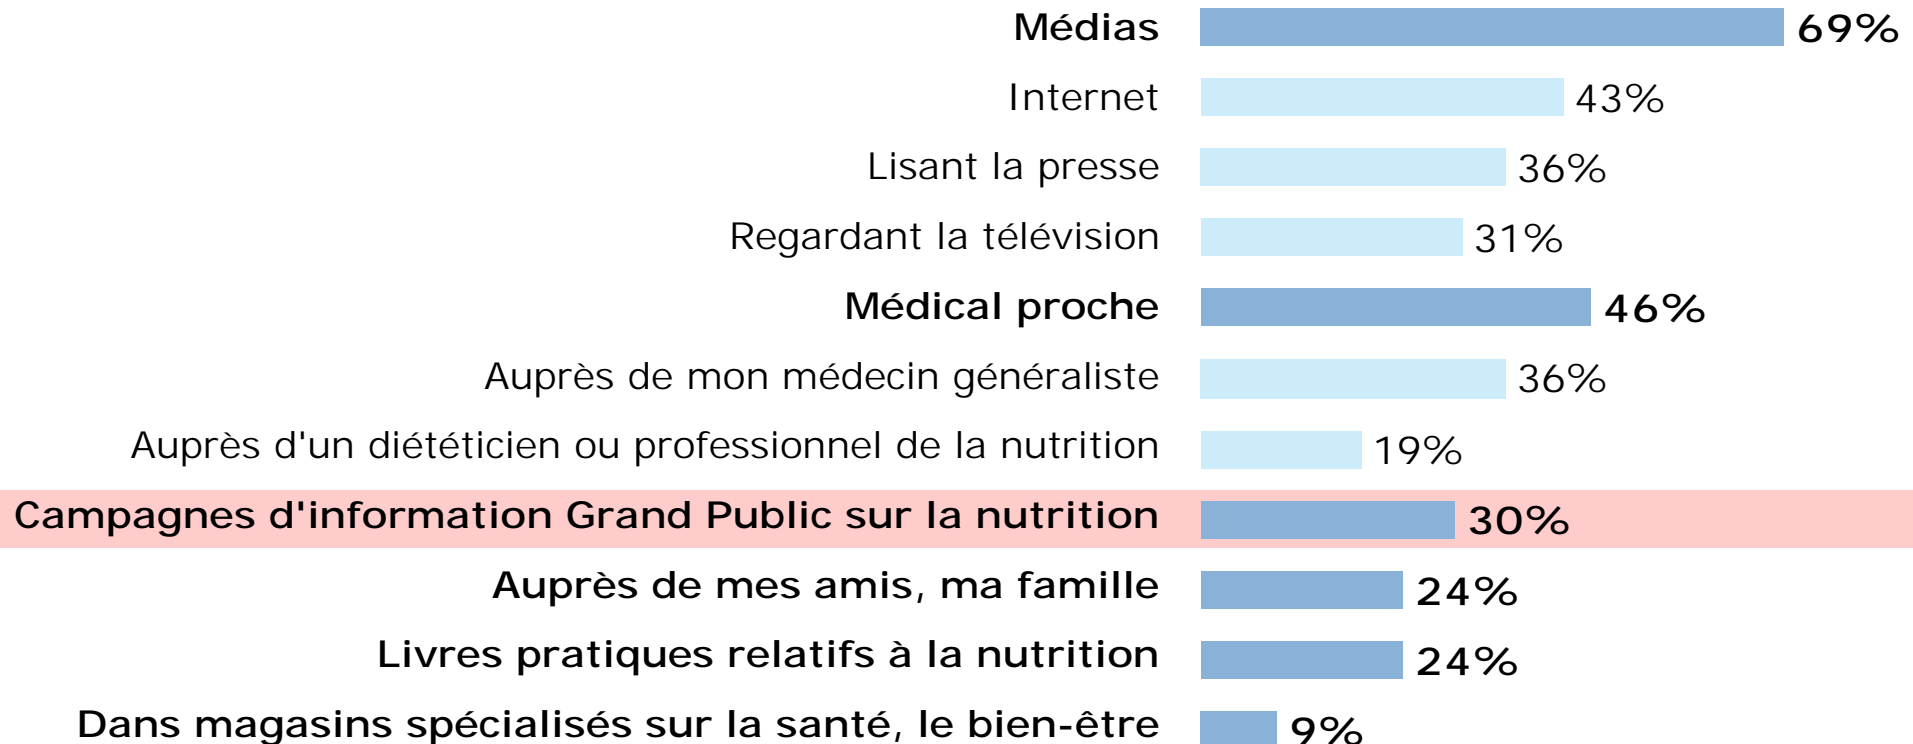 Médias 69%
Internet 43%
Lisant la presse 36%
Regardant la télévision 31%
Médical proche 46%
Auprès de mon médecin généraliste 36%
Auprès d'un diététicien ou professionnel de la nutrition 19%
Campagnes d'information Grand Public sur la nutrition 30%
Auprès de mes amis, ma famille 24%
Livres pratiques relatifs à la nutrition 24%
Dans magasins spécialisés sur la santé, le bien-être 9%